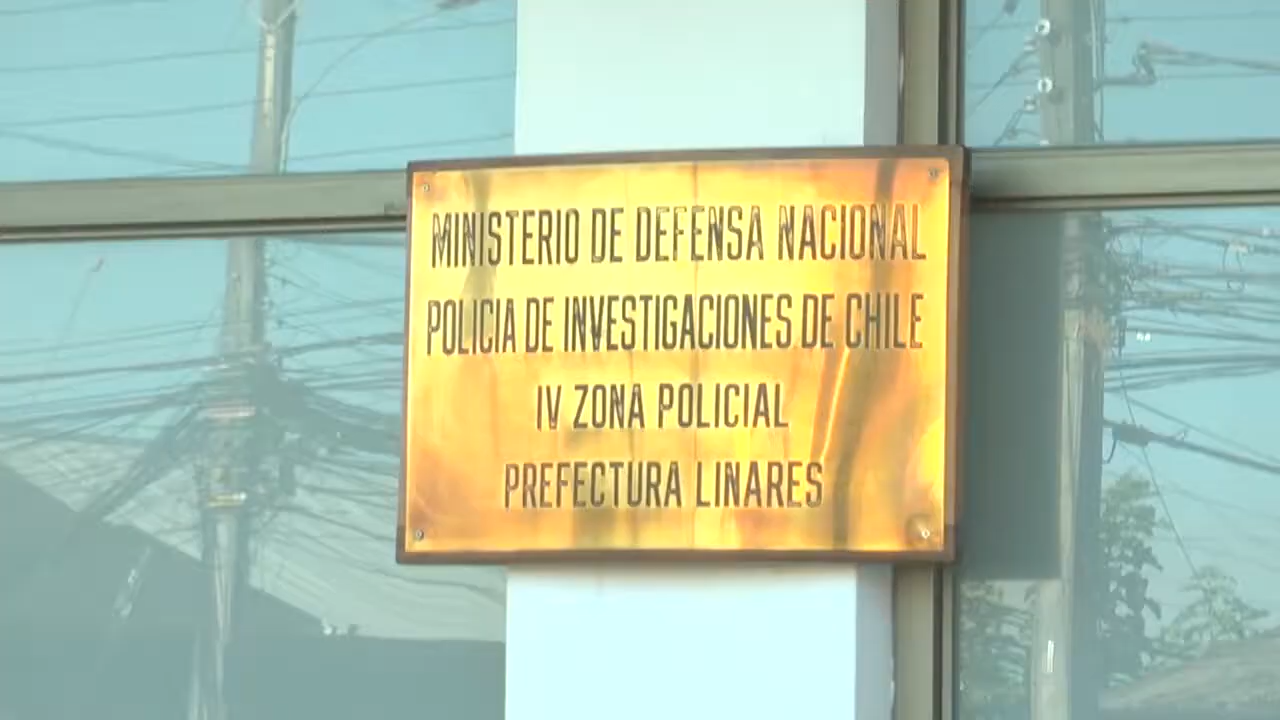 MINISTERIO DE DEFENSA NACIONAL
POLICIA DE INVESTIGACIONES DE CHILE
IV ZONA POLICIAL
PREFECTURA LINARES